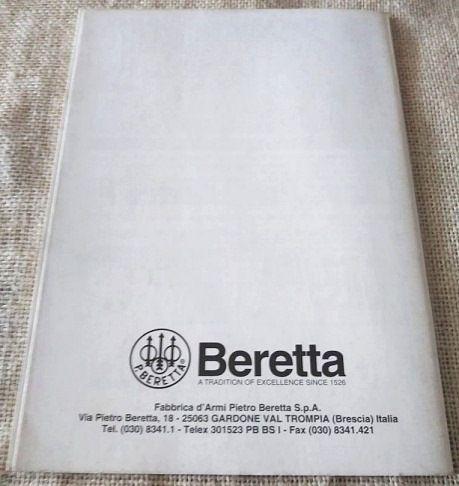 P. BERETTA®
Beretta
A TRADITION OF EXCELLENCE SINCE 1526
Fabbrica d'Armi Pietro Beretta S.p.A.
Via Pietro Beretta, 18 - 25063 GARDONE VAL TROMPIA (Brescia) Italia
Tel. (030) 8341.1 - Telex 301523 PB BS I - Fax (030) 8341.421